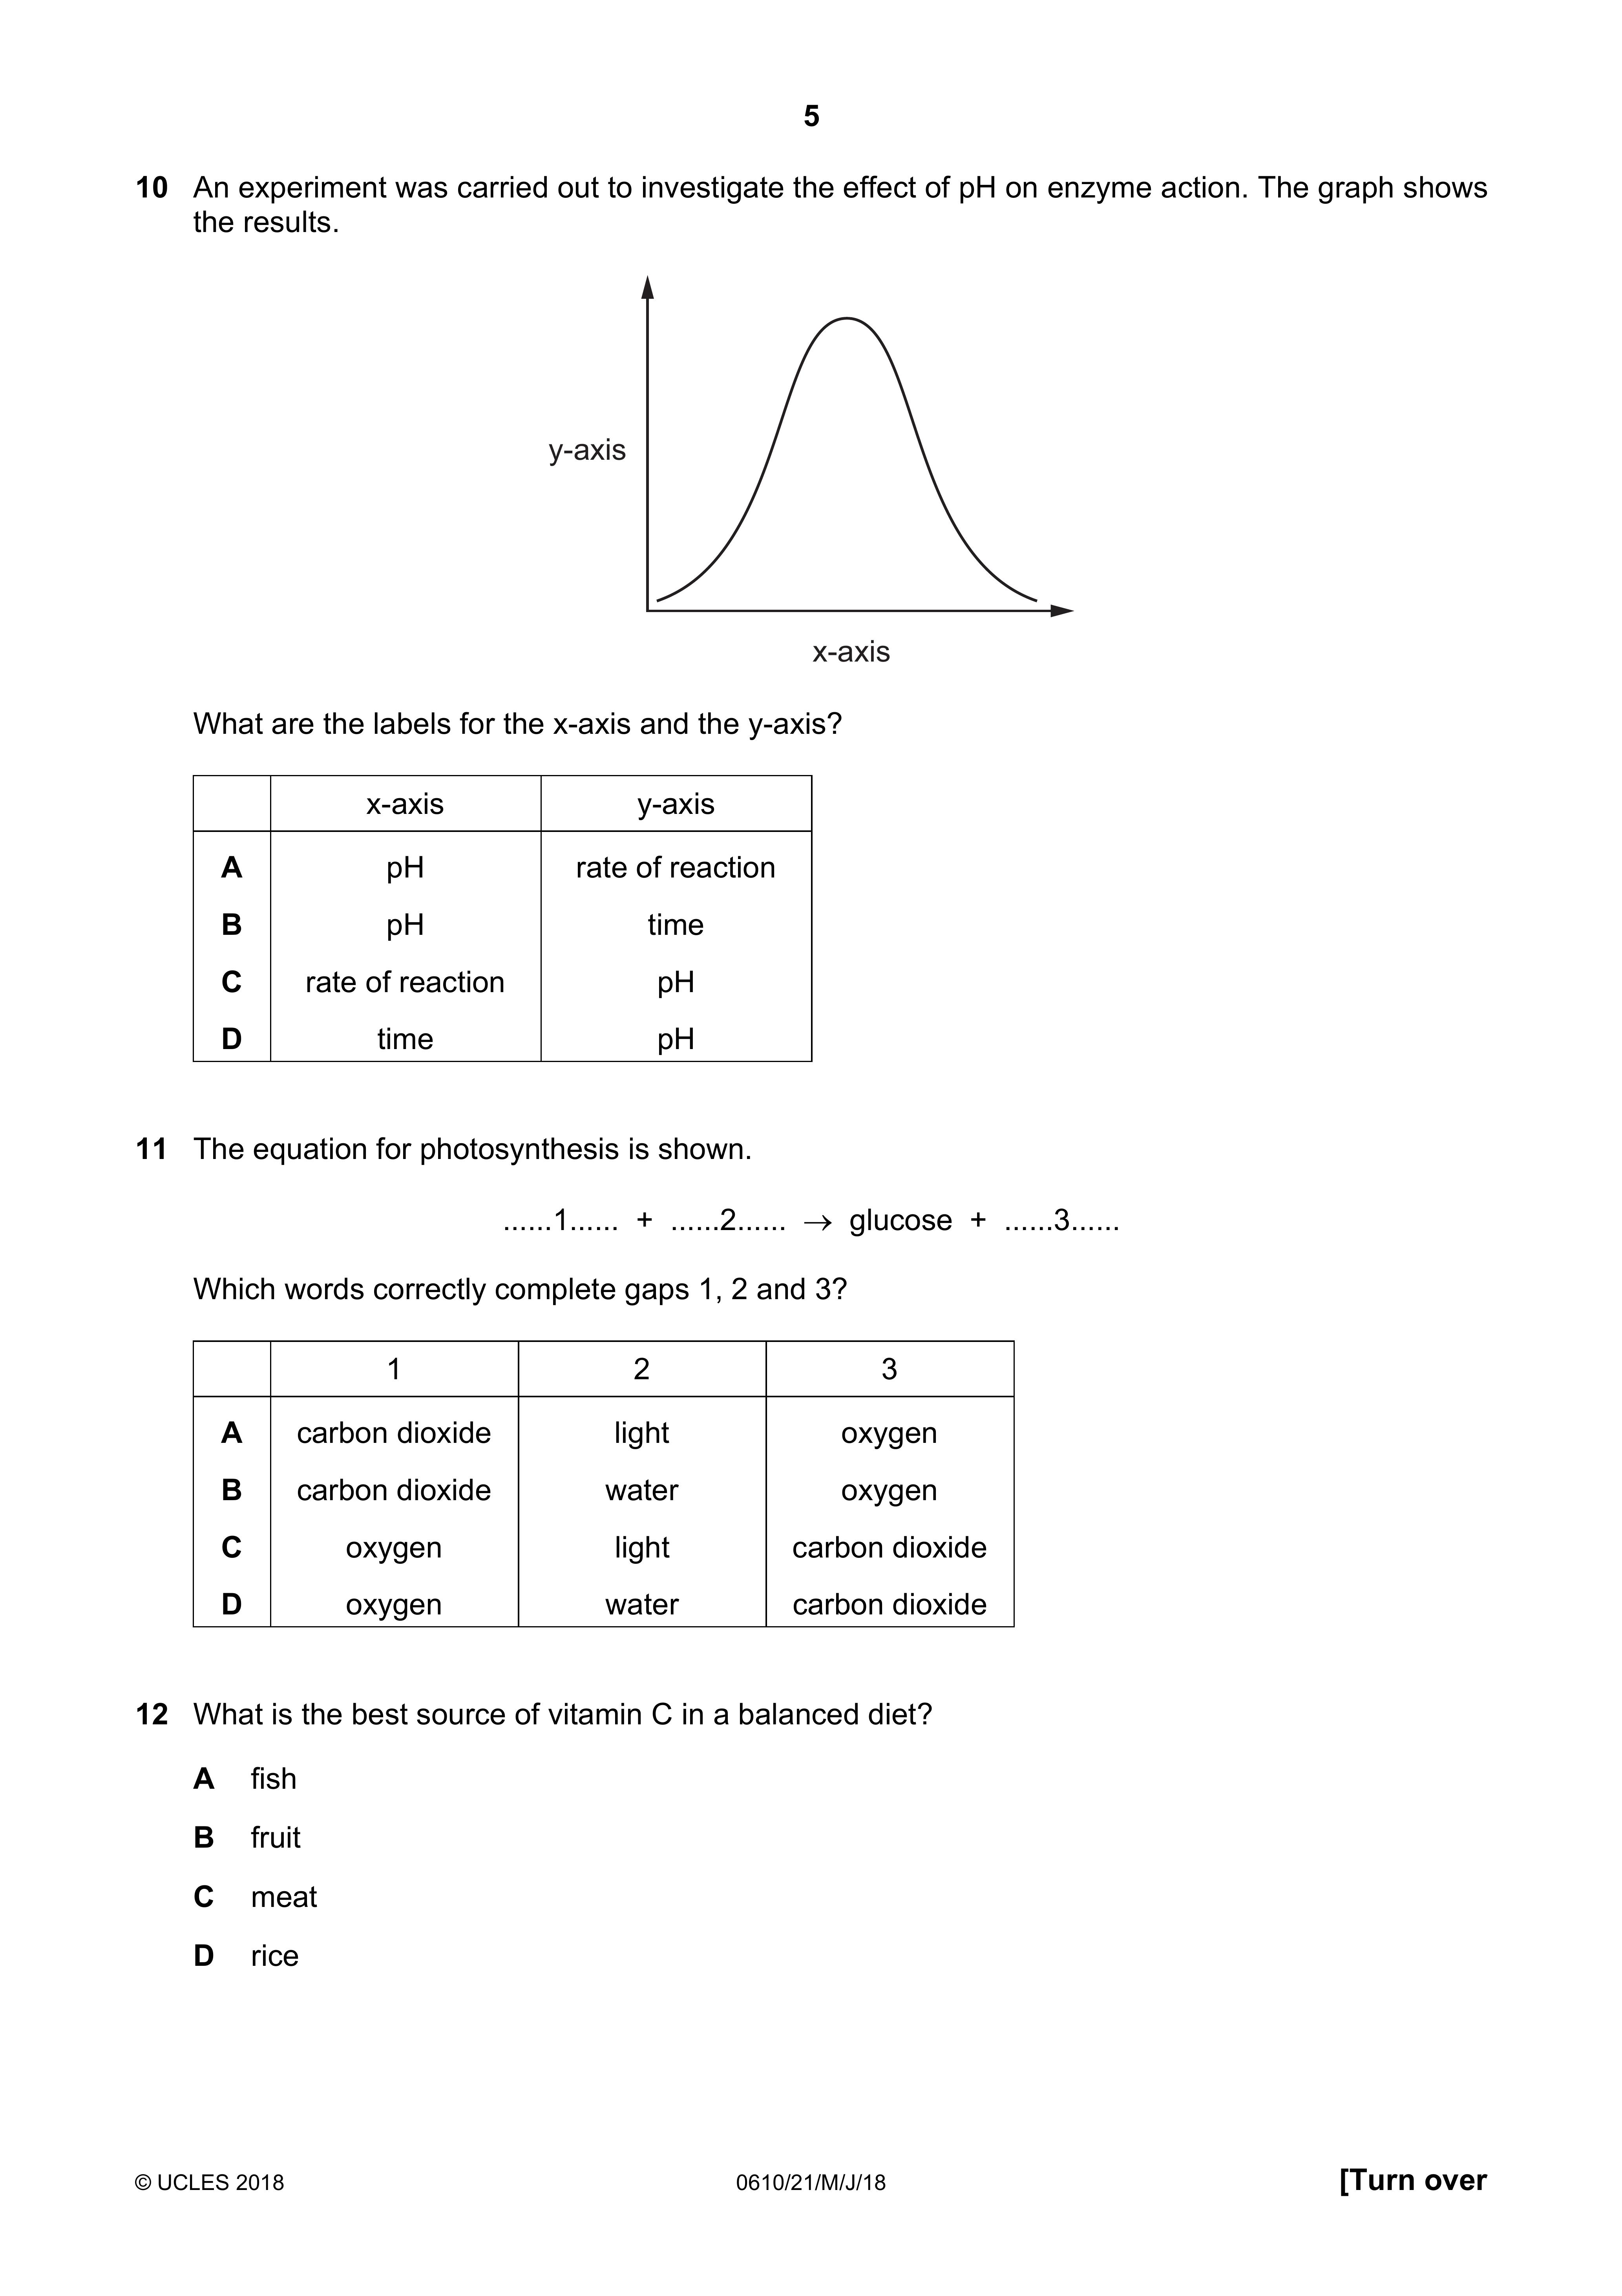 5
10 An experiment was carried out to investigate the effect of pH on enzyme action. The graph shows
the results.
y-axis
x-axis
What are the labels for the x-axis and the y-axis?
x-axis y-axis
A pH rate of reaction
B pH time
C rate of reaction pH
D time pH
11 The equation for photosynthesis is shown.
......1...... + ......2...... → glucose + ......3......
Which words correctly complete gaps 1, 2 and 3?
1 2 3
A carbon dioxide light oxygen
B carbon dioxide water oxygen
C oxygen light carbon dioxide
D oxygen water carbon dioxide
12 What is the best source of vitamin C in a balanced diet?
A fish
B fruit
C meat
D rice
© UCLES 2018 0610/21/M/J/18 [Turn over